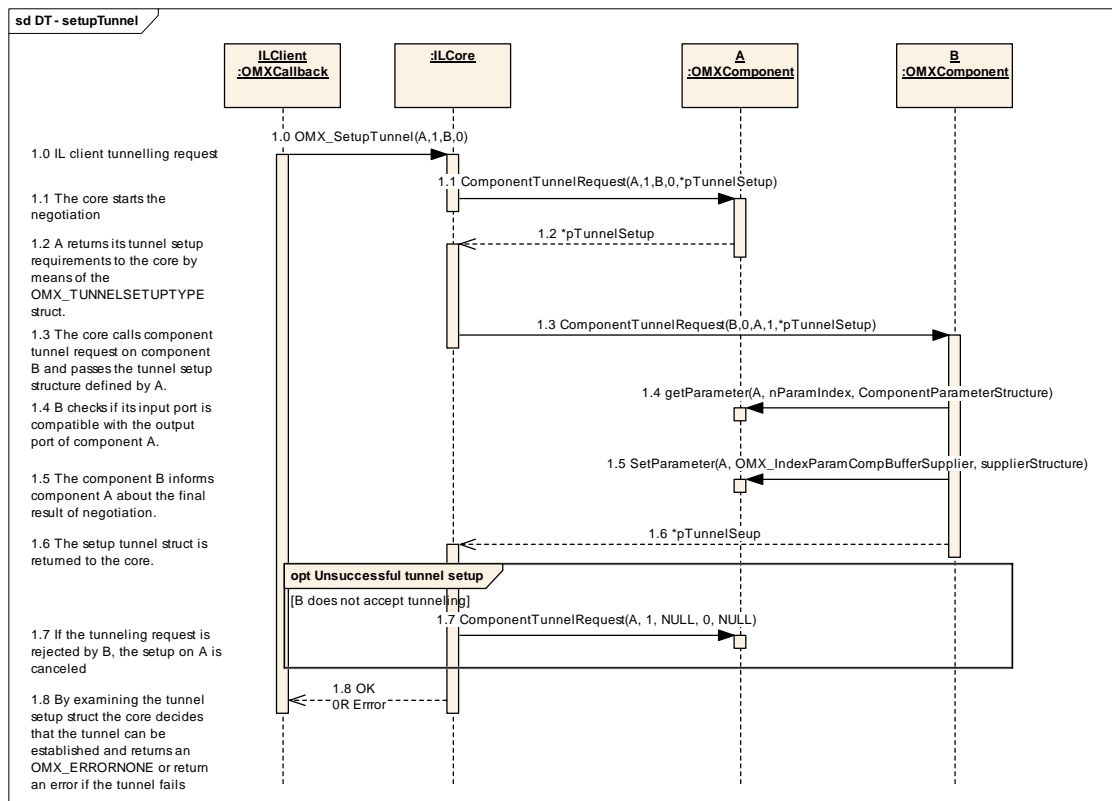 sd DT - setupTunnel
ILClient
:OMXCallback
:ILCore
A
:OMXComponent
B
:OMXComponent
1.0 OMX_SetupTunnel(A,1,B,0)
1.0 IL client tunnelling request
1.1 ComponentTunnelRequest(A,1,B,0,*pTunnelSetup)
1.1 The core starts the
negotiation
1.2 *pTunnelSetup
1.2 A returns its tunnel setup
requirements to the core by
means of the
OMX_TUNNELSETUPTYPE
struct.
1.3 ComponentTunnelRequest(B,0,A,1,*pTunnelSetup)
1.3 The core calls component
tunnel request on component
B and passes the tunnel setup
structure defined by A.
1.4 getParameter(A, nParamIndex, ComponentParameterStructure)
1.4 B checks if its input port is
compatible with the output
port of component A.
1.5 SetParameter(A, OMX_IndexParamCompBufferSupplier, supplierStructure)
1.5 The component B informs
component A about the final
result of negotiation.
1.6 *pTunnelSeup
1.6 The setup tunnel struct is
returned to the core.
opt Unsuccessful tunnel setup
[B does not accept tunneling]
1.7 ComponentTunnelRequest(A, 1, NULL, 0, NULL)
1.7 If the tunneling request is
rejected by B, the setup on A is
canceled
1.8 OK
0R Errror
1.8 By examining the tunnel
setup struct the core decides
that the tunnel can be
established and returns an
OMX_ERRORNONE or return
an error if the tunnel fails